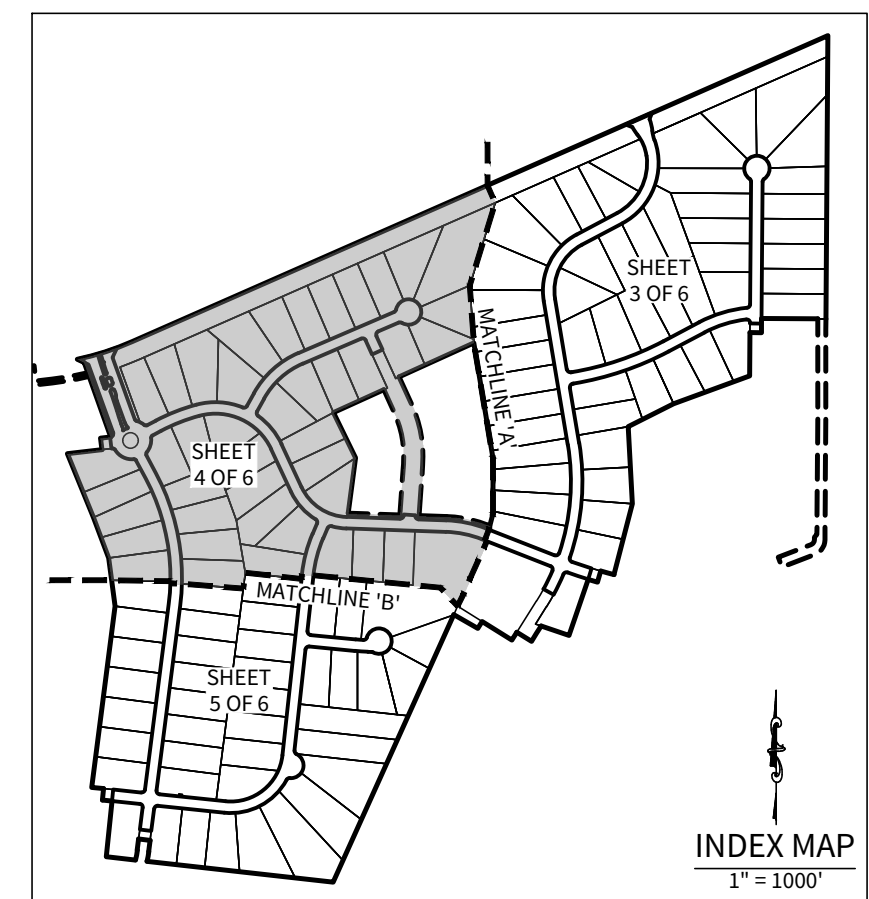 SHEET
3 OF 6
MATCHLINE 'A'
SHEET
4 OF 6
MATCHLINE 'B'
SHEET
5 OF 6
INDEX MAP
1" = 1000'